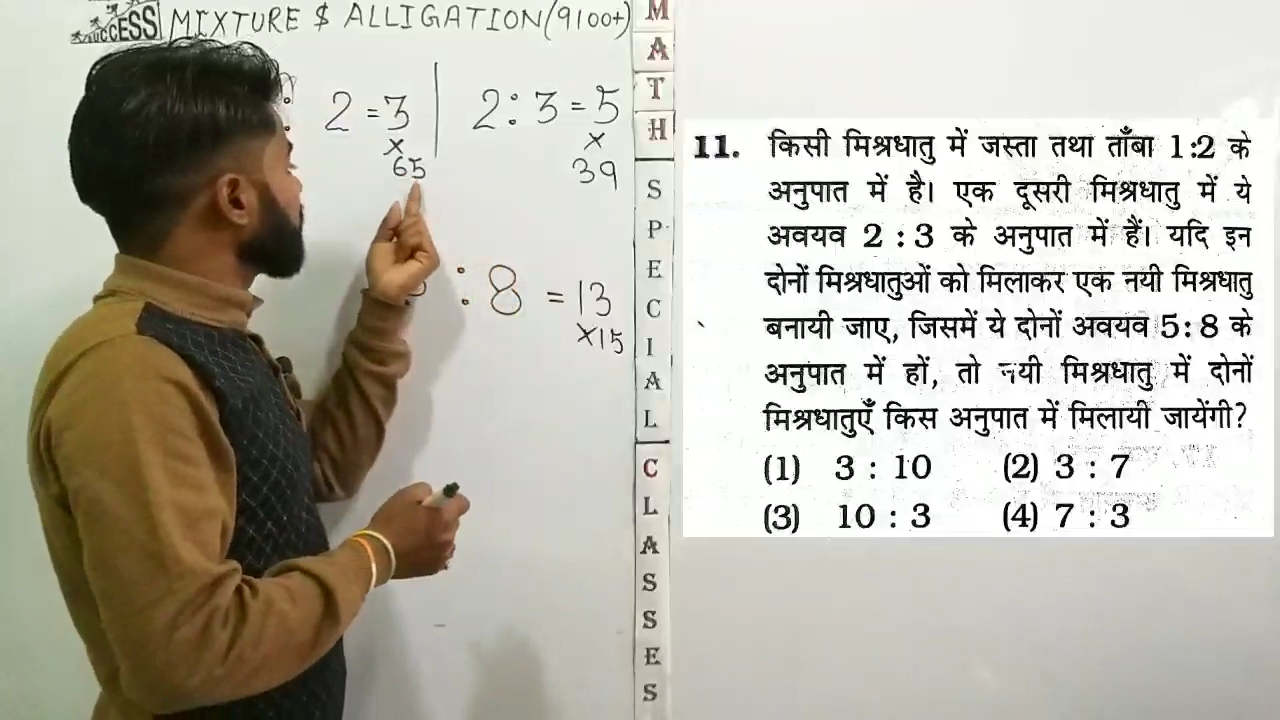 SUCCESS MIXTURE & ALLIGATION (9100+)
: 2 = 3 | 2 : 3 = 5
× ×
65 39
: 8 = 13
×15
MATH
SPECIAL
CLASSES
11. किसी मिश्रधातु में जस्ता तथा ताँबा 1:2 के
अनुपात में है। एक दूसरी मिश्रधातु में ये
अवयव 2 : 3 के अनुपात में हैं। यदि इन
दोनों मिश्रधातुओं को मिलाकर एक नयी मिश्रधातु
बनायी जाए, जिसमें ये दोनों अवयव 5 : 8 के
अनुपात में हों, तो नयी मिश्रधातु में दोनों
मिश्रधातुएँ किस अनुपात में मिलायी जायेंगी?
(1) 3 : 10 (2) 3 : 7
(3) 10 : 3 (4) 7 : 3